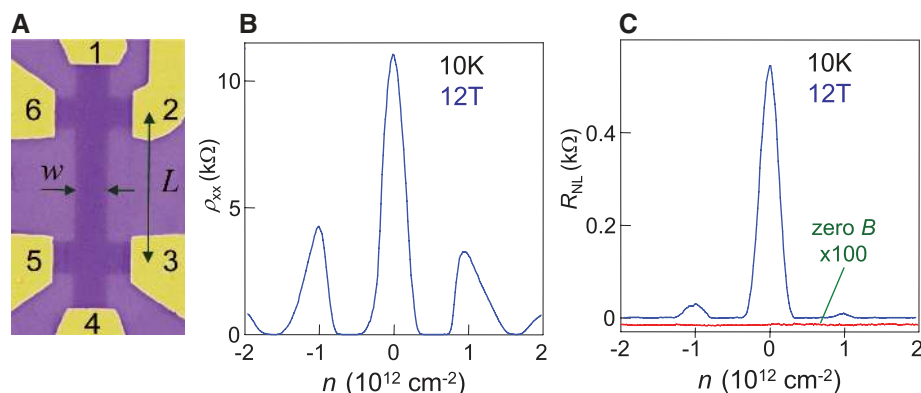 A
1
6
2
w
L
5
3
4
B
10K
12T
10
5
0
ρxx (kΩ)
-2
-1
0
1
2
n (10¹² cm⁻²)
C
10K
12T
0.4
0.2
0
RNL (kΩ)
zero B
x100
-2
-1
0
1
2
n (10¹² cm⁻²)